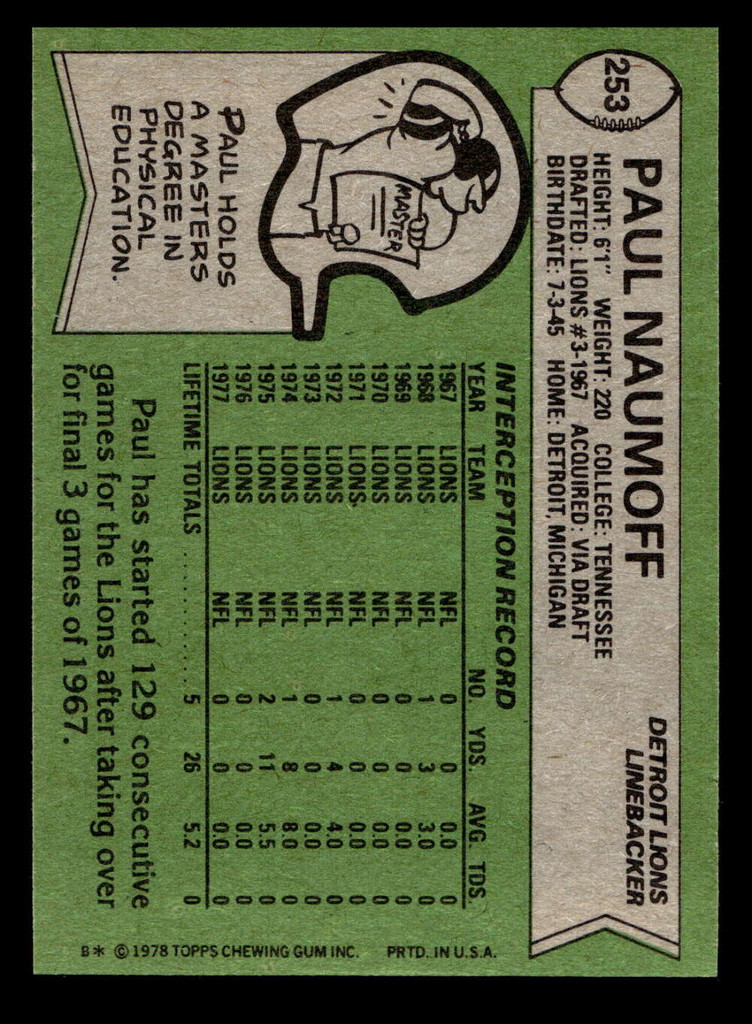 253
PAUL NAUMOFF
DETROIT LIONS
LINEBACKER
HEIGHT: 6'1" WEIGHT: 220 COLLEGE: TENNESSEE
DRAFTED: LIONS #3-1967 ACQUIRED: VIA DRAFT
BIRTHDATE: 7-3-45 HOME: DETROIT, MICHIGAN
MASTER
PAUL HOLDS
A MASTERS
DEGREE IN
PHYSICAL
EDUCATION.
INTERCEPTION RECORD
YEAR TEAM NO. YDS. AVG. TDS.
1967 LIONS NFL 0 0 0.0 0
1968 LIONS NFL 1 3 3.0 0
1969 LIONS NFL 0 0 0.0 0
1970 LIONS NFL 0 0 0.0 0
1971 LIONS NFL 0 0 0.0 0
1972 LIONS NFL 1 4 4.0 0
1973 LIONS NFL 0 0 0.0 0
1974 LIONS NFL 1 8 8.0 0
1975 LIONS NFL 2 11 5.5 0
1976 LIONS NFL 0 0 0.0 0
1977 LIONS NFL 0 0 0.0 0
LIFETIME TOTALS .......... 5 26 5.2 0
Paul has started 129 consecutive
games for the Lions after taking over
for final 3 games of 1967.
B* © 1978 TOPPS CHEWING GUM INC. PRTD. IN U.S.A.